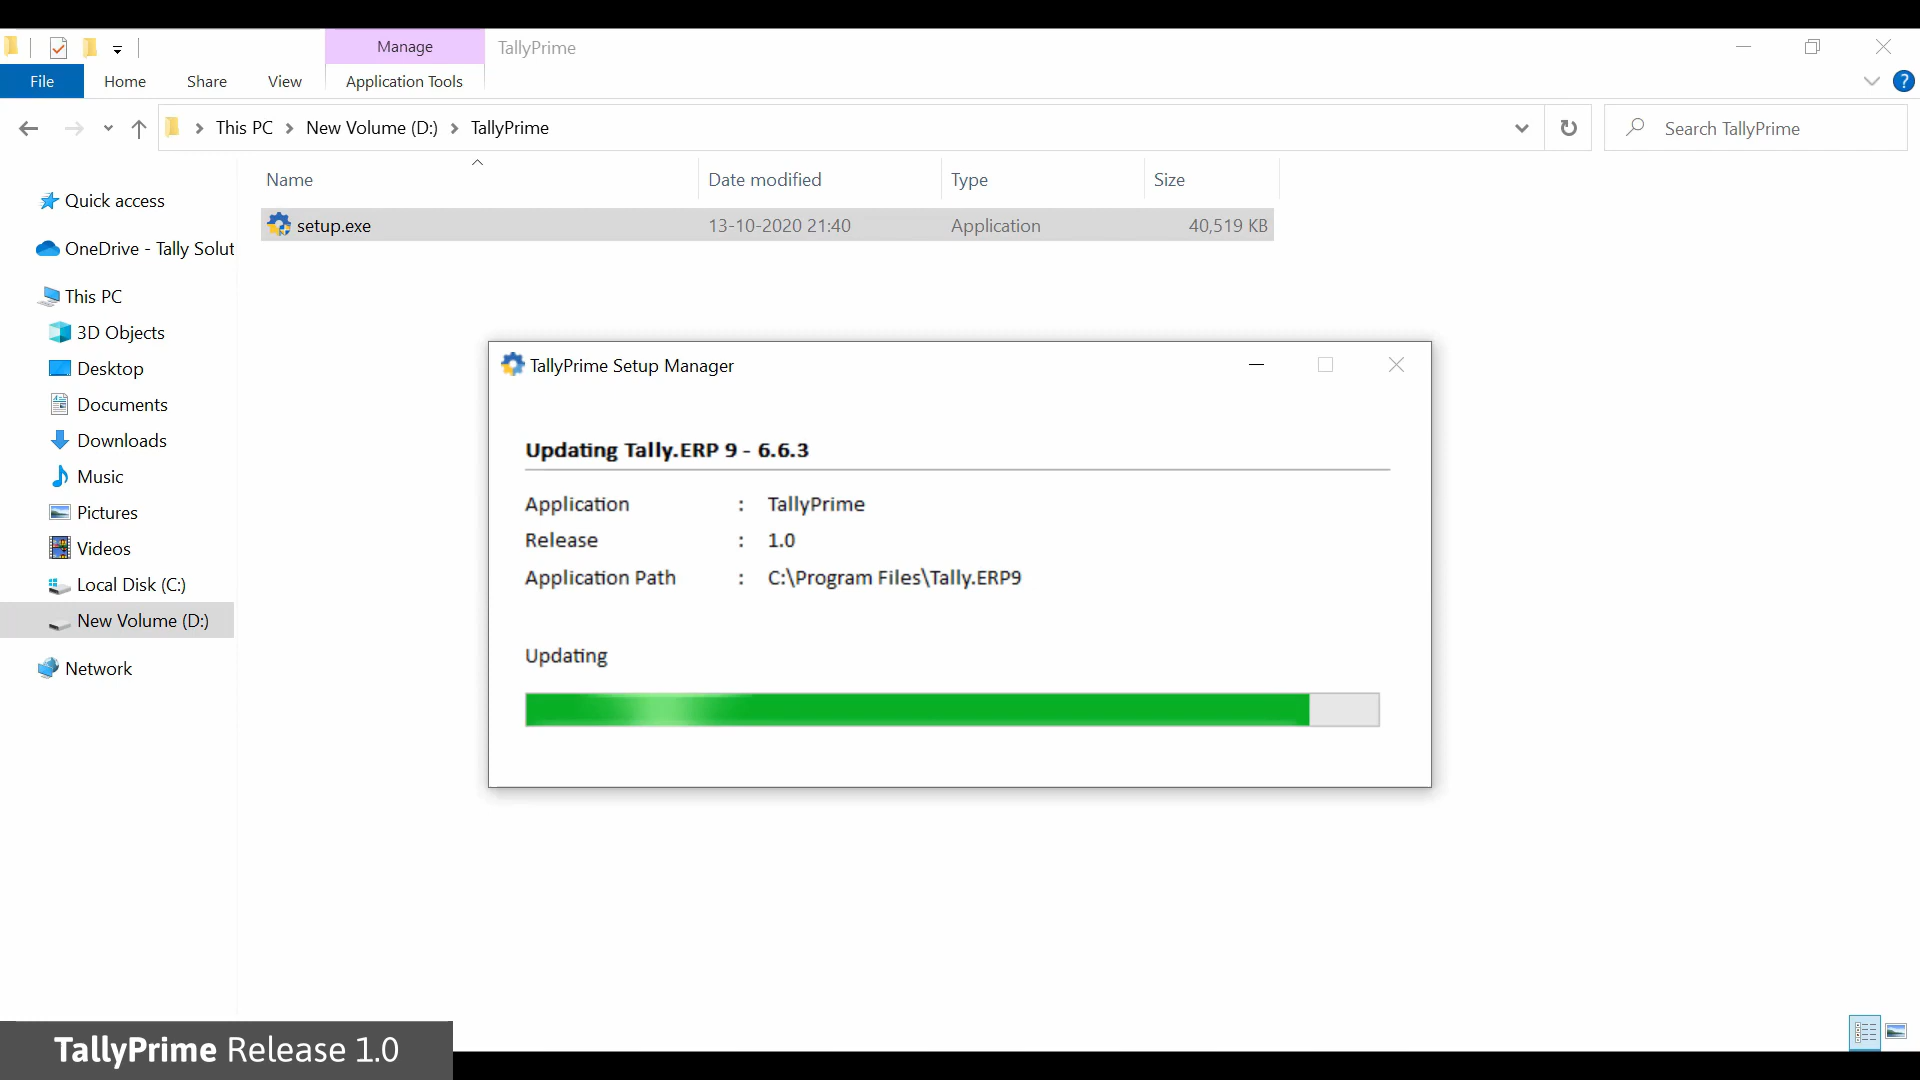 Manage
TallyPrime
File
Home
Share
View
Application Tools
?
This PC
New Volume (D:)
TallyPrime
Search TallyPrime
Name
Date modified
Type
Size
setup.exe
13-10-2020 21:40
Application
40,519 KB
Quick access
OneDrive - Tally Solut
This PC
3D Objects
Desktop
Documents
Downloads
Music
Pictures
Videos
Local Disk (C:)
New Volume (D:)
Network
TallyPrime Setup Manager
Updating Tally.ERP 9 - 6.6.3
Application : TallyPrime
Release : 1.0
Application Path : C:\Program Files\Tally.ERP9
Updating
TallyPrime Release 1.0